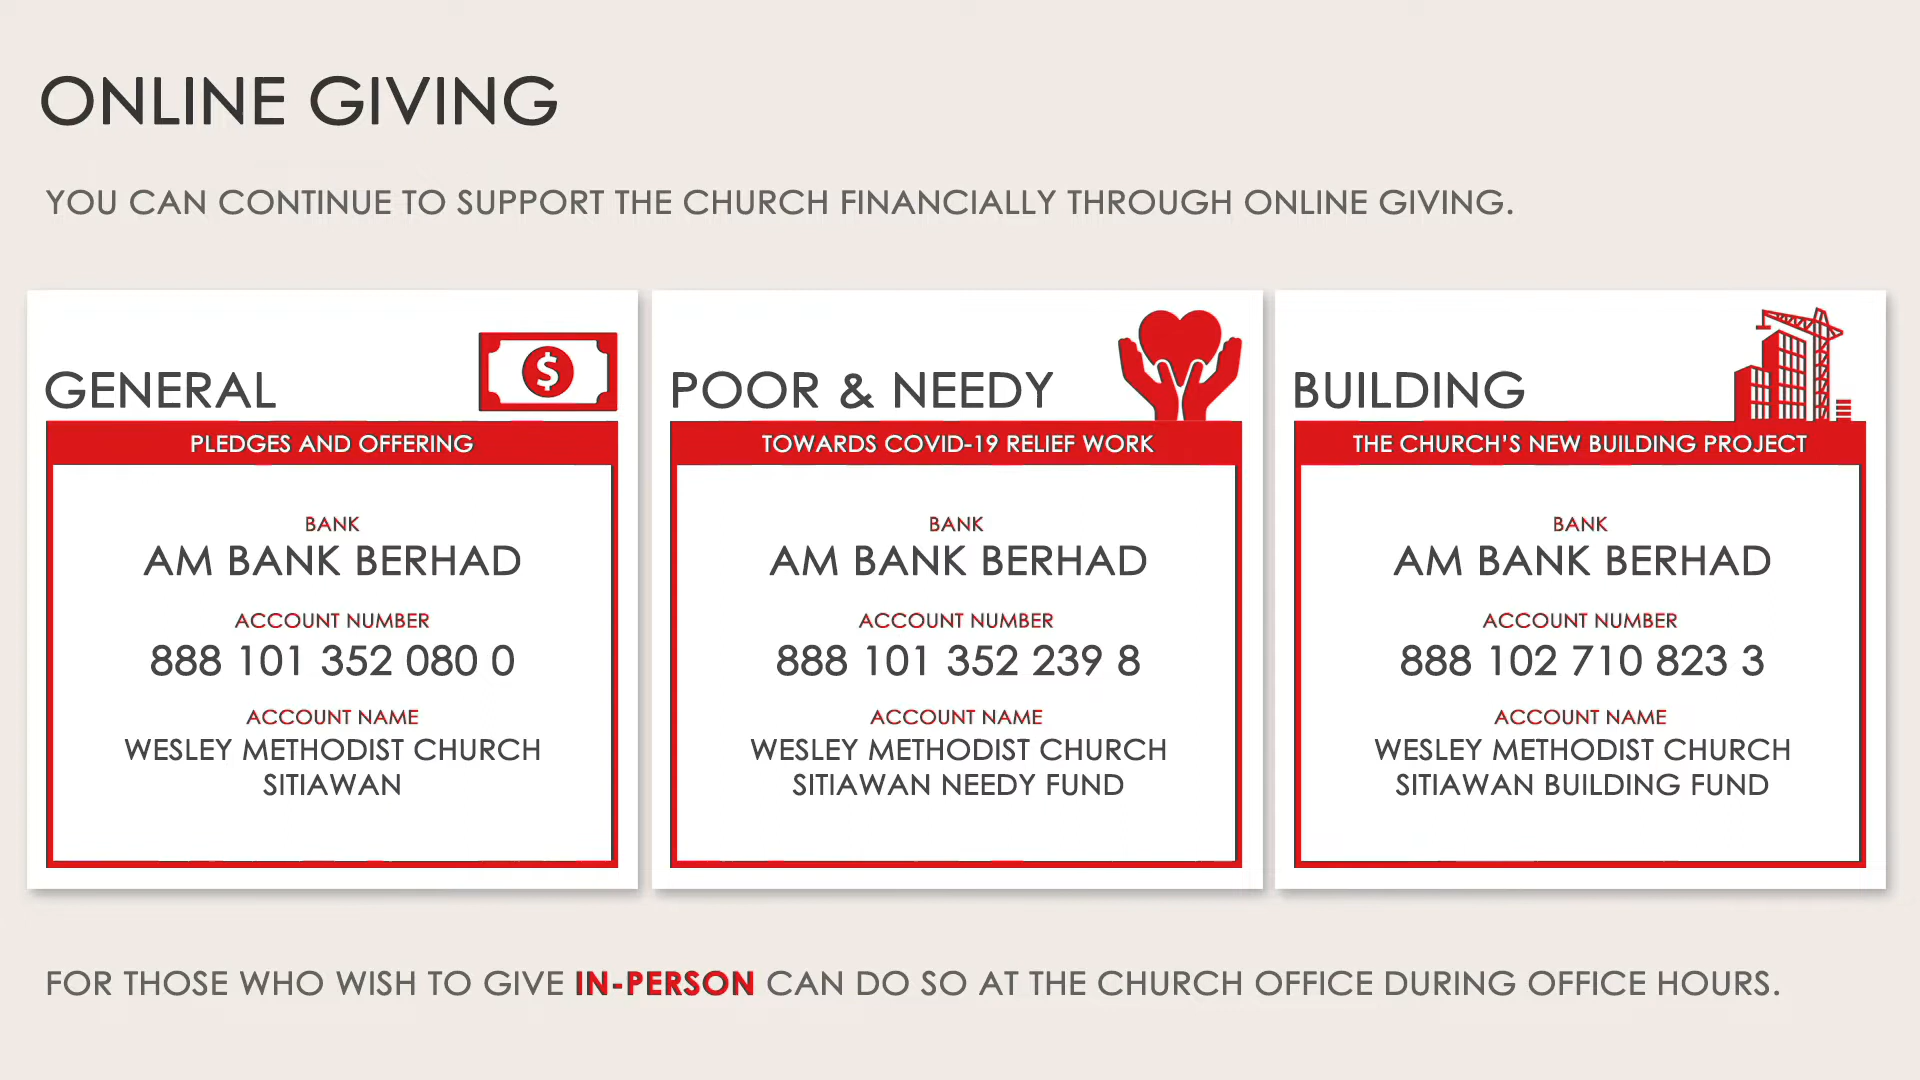 ONLINE GIVING
YOU CAN CONTINUE TO SUPPORT THE CHURCH FINANCIALLY THROUGH ONLINE GIVING.
GENERAL
$
PLEDGES AND OFFERING
BANK
AM BANK BERHAD
ACCOUNT NUMBER
888 101 352 080 0
ACCOUNT NAME
WESLEY METHODIST CHURCH
SITIAWAN
POOR & NEEDY
TOWARDS COVID-19 RELIEF WORK
BANK
AM BANK BERHAD
ACCOUNT NUMBER
888 101 352 239 8
ACCOUNT NAME
WESLEY METHODIST CHURCH
SITIAWAN NEEDY FUND
BUILDING
THE CHURCH'S NEW BUILDING PROJECT
BANK
AM BANK BERHAD
ACCOUNT NUMBER
888 102 710 823 3
ACCOUNT NAME
WESLEY METHODIST CHURCH
SITIAWAN BUILDING FUND
FOR THOSE WHO WISH TO GIVE IN-PERSON CAN DO SO AT THE CHURCH OFFICE DURING OFFICE HOURS.